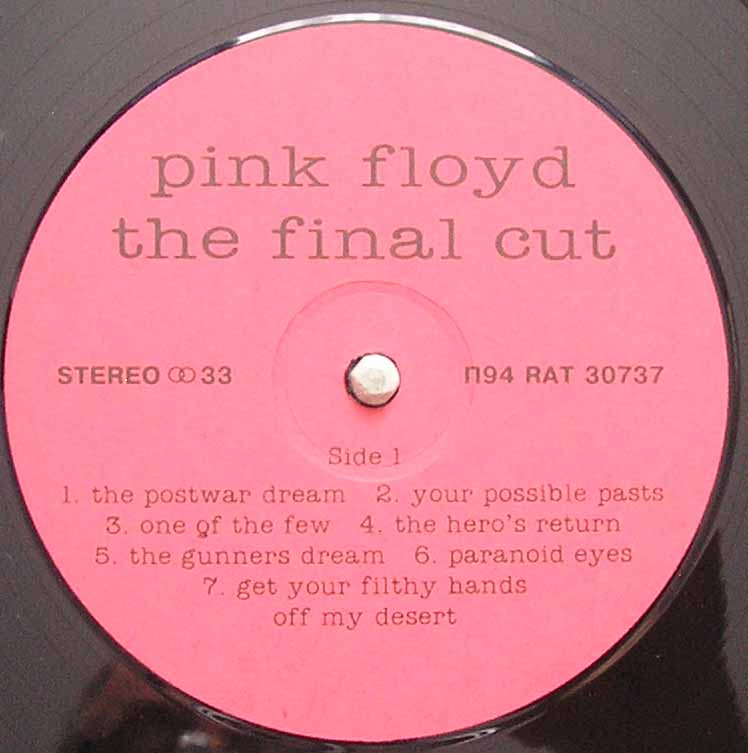 pink floyd
the final cut
STEREO ↀ 33 П94 RAT 30737
Side 1
1. the postwar dream 2. your possible pasts
3. one of the few 4. the hero's return
5. the gunners dream 6. paranoid eyes
7. get your filthy hands
off my desert